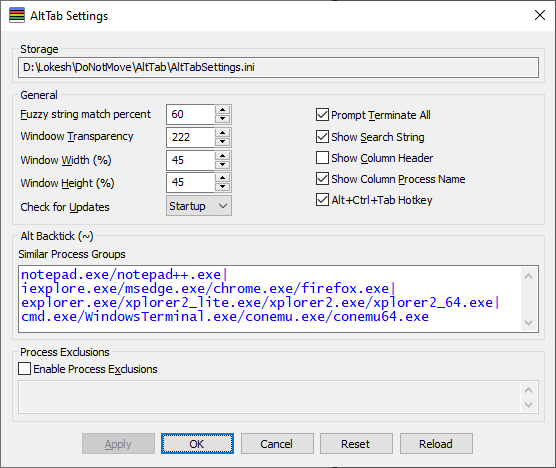 AltTab Settings
Storage
D:\Lokesh\DoNotMove\AltTab\AltTabSettings.ini
General
Fuzzy string match percent 60
Prompt Terminate All
Windoow Transparency 222
Show Search String
Window Width (%) 45
Show Column Header
Window Height (%) 45
Show Column Process Name
Check for Updates Startup
Alt+Ctrl+Tab Hotkey
Alt Backtick (~)
Similar Process Groups
notepad.exe/notepad++.exe|
iexplore.exe/msedge.exe/chrome.exe/firefox.exe|
explorer.exe/xplorer2_lite.exe/xplorer2.exe/xplorer2_64.exe|
cmd.exe/WindowsTerminal.exe/conemu.exe/conemu64.exe
Process Exclusions
Enable Process Exclusions
Apply OK Cancel Reset Reload